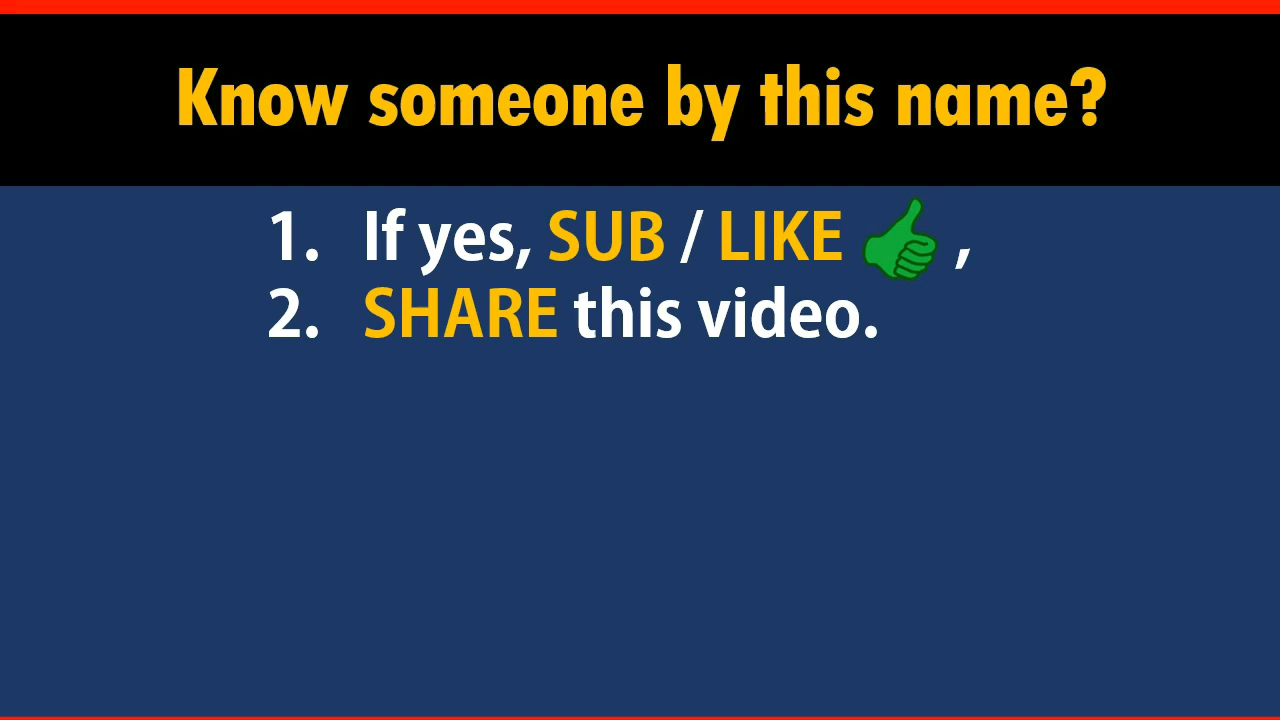 Know someone by this name?
1. If yes, SUB / LIKE ,
2. SHARE this video.